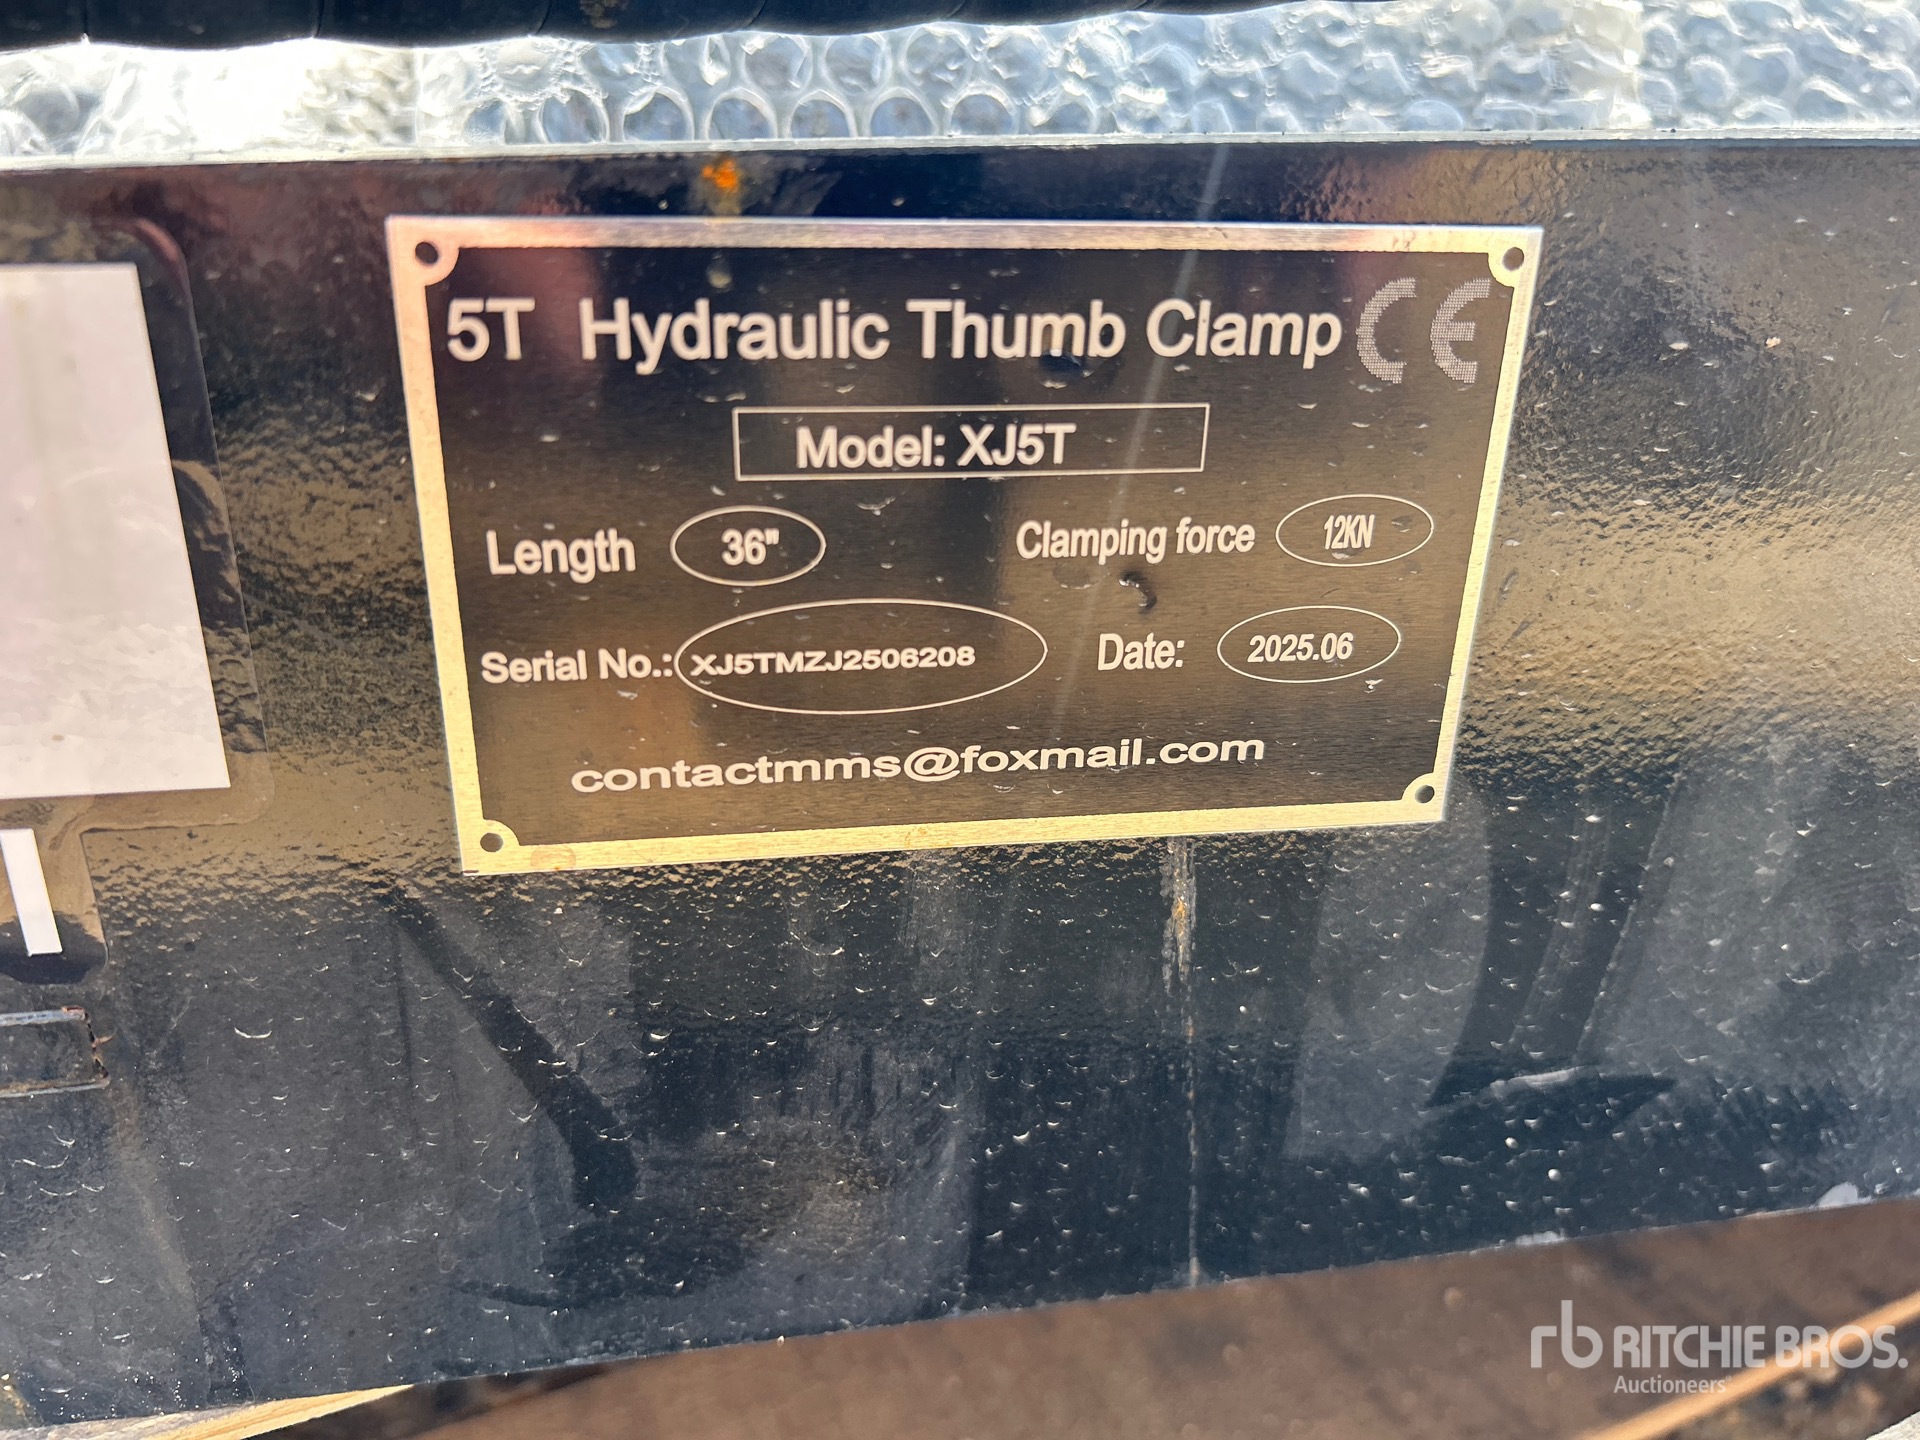 5T Hydraulic Thumb Clamp CE
Model: XJ5T
Length 36" Clamping force 12KN
Serial No.: XJ5TMZJ2506208 Date: 2025.06
contactmms@foxmail.com
rb RITCHIE BROS.
Auctioneers